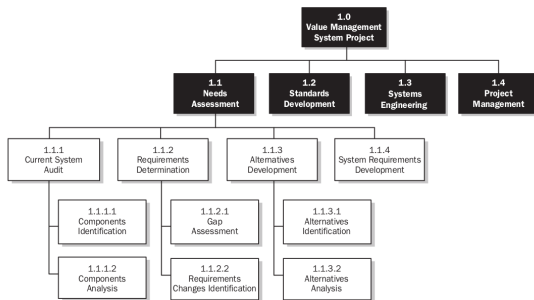 1.0
Value Management
System Project
1.1
Needs
Assessment
1.2
Standards
Development
1.3
Systems
Engineering
1.4
Project
Management
1.1.1
Current System
Audit
1.1.2
Requirements
Determination
1.1.3
Alternatives
Development
1.1.4
System Requirements
Development
1.1.1.1
Components
Identification
1.1.2.1
Gap
Assessment
1.1.3.1
Alternatives
Identification
1.1.1.2
Components
Analysis
1.1.2.2
Requirements
Changes Identification
1.1.3.2
Alternatives
Analysis